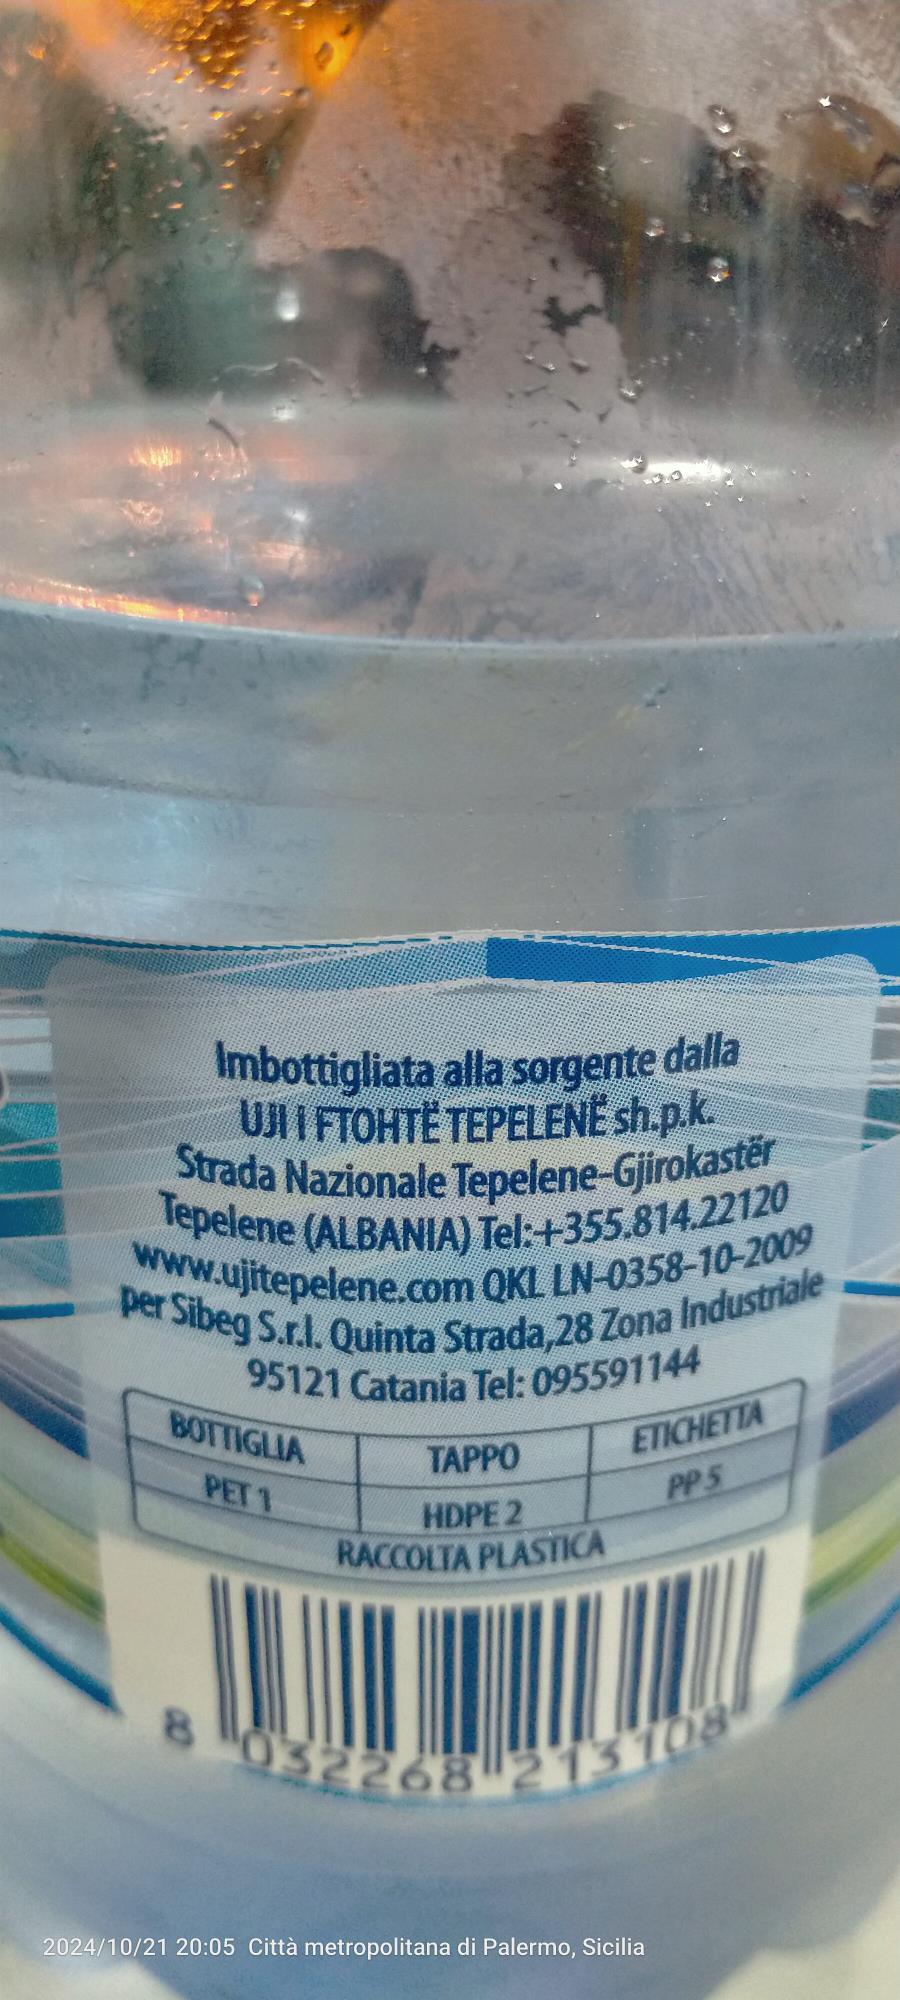 Imbottigliata alla sorgente dalla
UJI I FTOHTË TEPELENË sh.p.k.
Strada Nazionale Tepelene-Gjirokastër
Tepelene (ALBANIA) Tel:+355.814.22120
www.ujitepelene.com QKL LN-0358-10-2009
per Sibeg S.r.l. Quinta Strada,28 Zona Industriale
95121 Catania Tel: 095591144
BOTTIGLIA TAPPO ETICHETTA
PET 1 HDPE 2 PP 5
RACCOLTA PLASTICA
8 032268 213108
2024/10/21 20:05 Città metropolitana di Palermo, Sicilia